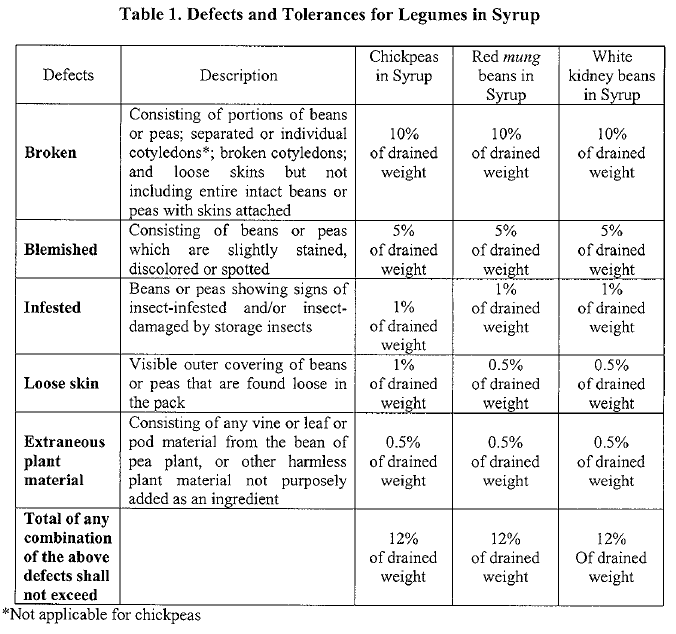 Table 1. Defects and Tolerances for Legumes in Syrup
Defects
Description
Chickpeas
in Syrup
Red mung
beans in
Syrup
White
kidney beans
in Syrup
Broken
Consisting of portions of beans
or peas; separated or individual
cotyledons*; broken cotyledons;
and loose skins but not
including entire intact beans or
peas with skins attached
10%
of drained
weight
10%
of drained
weight
10%
of drained
weight
Blemished
Consisting of beans or peas
which are slightly stained,
discolored or spotted
5%
of drained
weight
5%
of drained
weight
5%
of drained
weight
Infested
Beans or peas showing signs of
insect-infested and/or insect-
damaged by storage insects
1%
of drained
weight
1%
of drained
weight
1%
of drained
weight
Loose skin
Visible outer covering of beans
or peas that are found loose in
the pack
1%
of drained
weight
0.5%
of drained
weight
0.5%
of drained
weight
Extraneous
plant
material
Consisting of any vine or leaf or
pod material from the bean of
pea plant, or other harmless
plant material not purposely
added as an ingredient
0.5%
of drained
weight
0.5%
of drained
weight
0.5%
of drained
weight
Total of any
combination
of the above
defects shall
not exceed
12%
of drained
weight
12%
of drained
weight
12%
Of drained
weight
*Not applicable for chickpeas